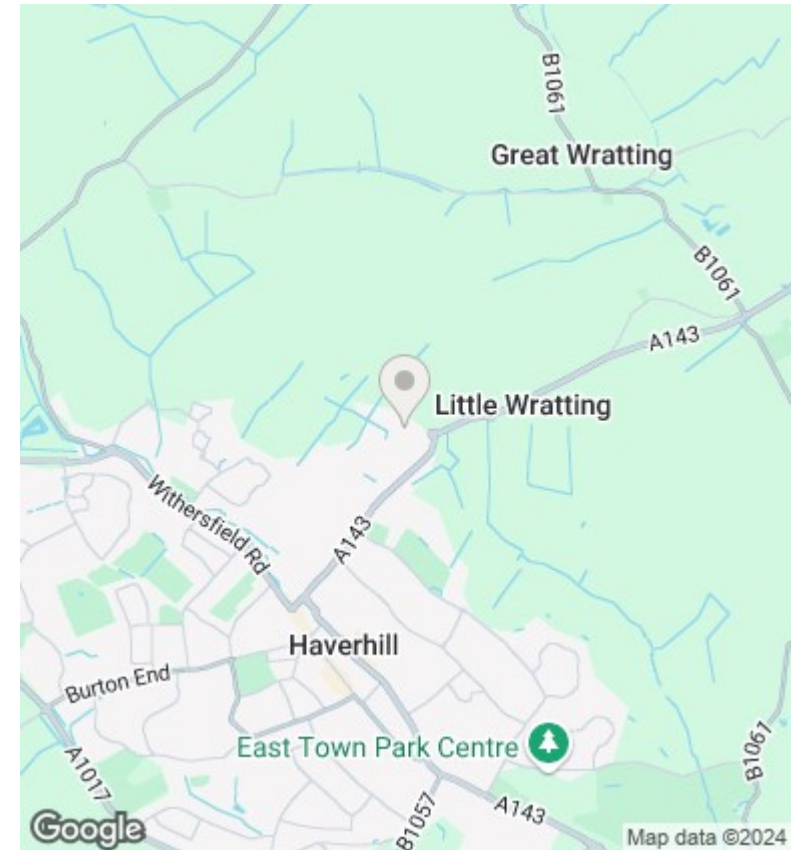 B1061
B1061
Great Wratting
B1061
A143
Little Wratting
Withersfield Rd
A143
Haverhill
Burton End
East Town Park Centre
A1017
B1057
A143
B1061
Google
Map data ©2024